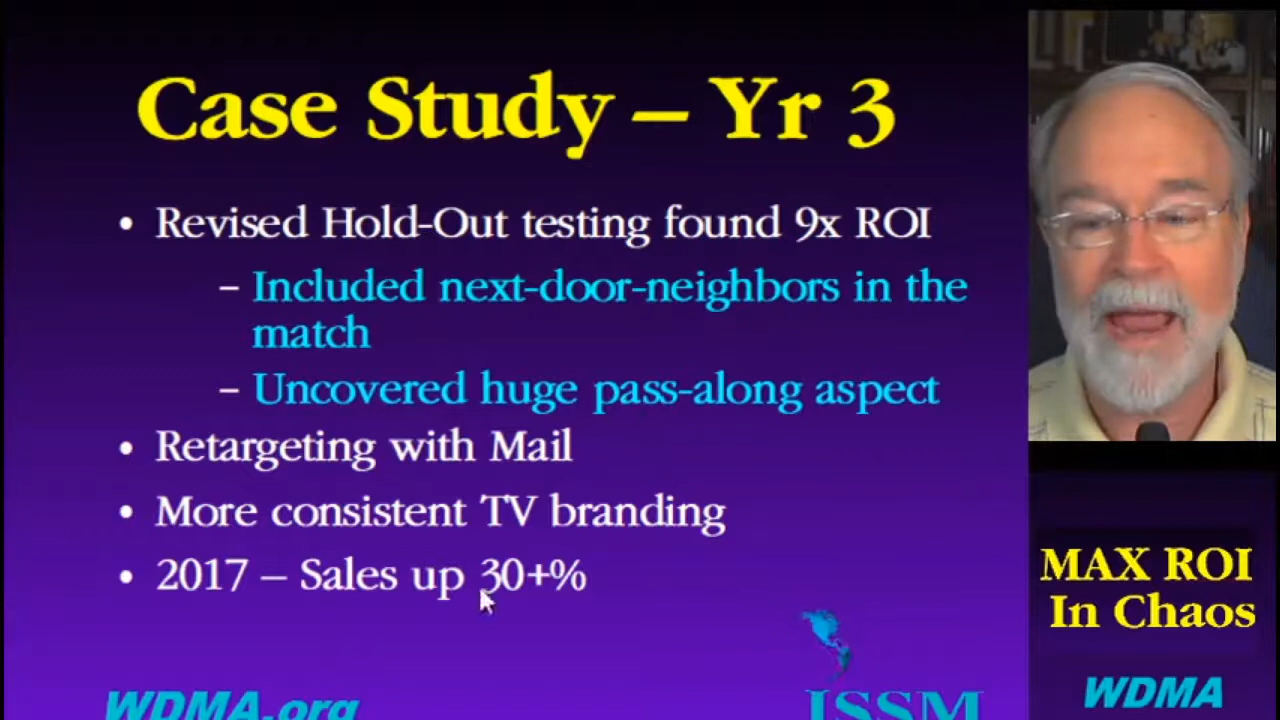 Case Study – Yr 3
• Revised Hold-Out testing found 9x ROI
– Included next-door-neighbors in the
match
– Uncovered huge pass-along aspect
• Retargeting with Mail
• More consistent TV branding
• 2017 – Sales up 30+%
WDMA.org
ISSM
MAX ROI
In Chaos
WDMA